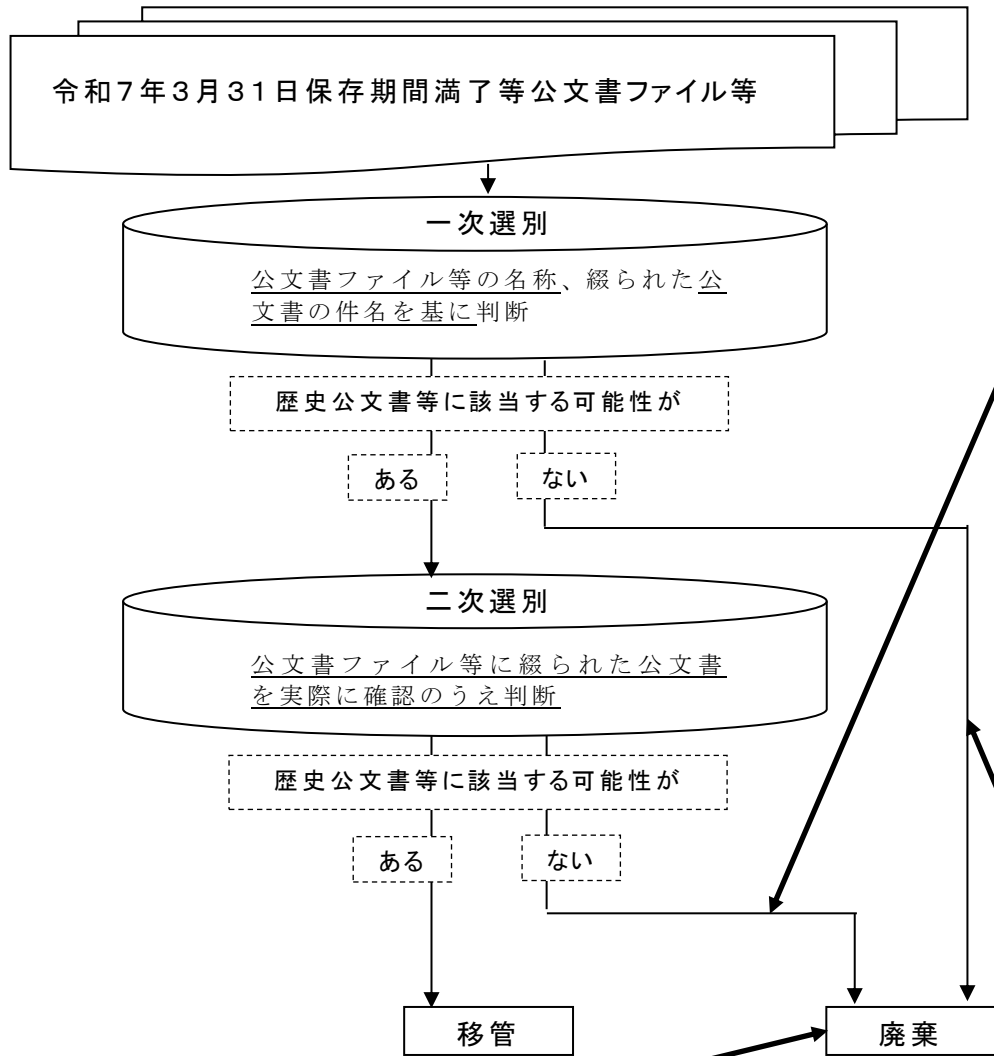 令和７年３月３１日保存期間満了等公文書ファイル等
一次選別
公文書ファイル等の名称、綴られた公
文書の件名を基に判断
歴史公文書等に該当する可能性が
ある
ない
二次選別
公文書ファイル等に綴られた公文書
を実際に確認のうえ判断
歴史公文書等に該当する可能性が
ある
ない
移管
廃棄